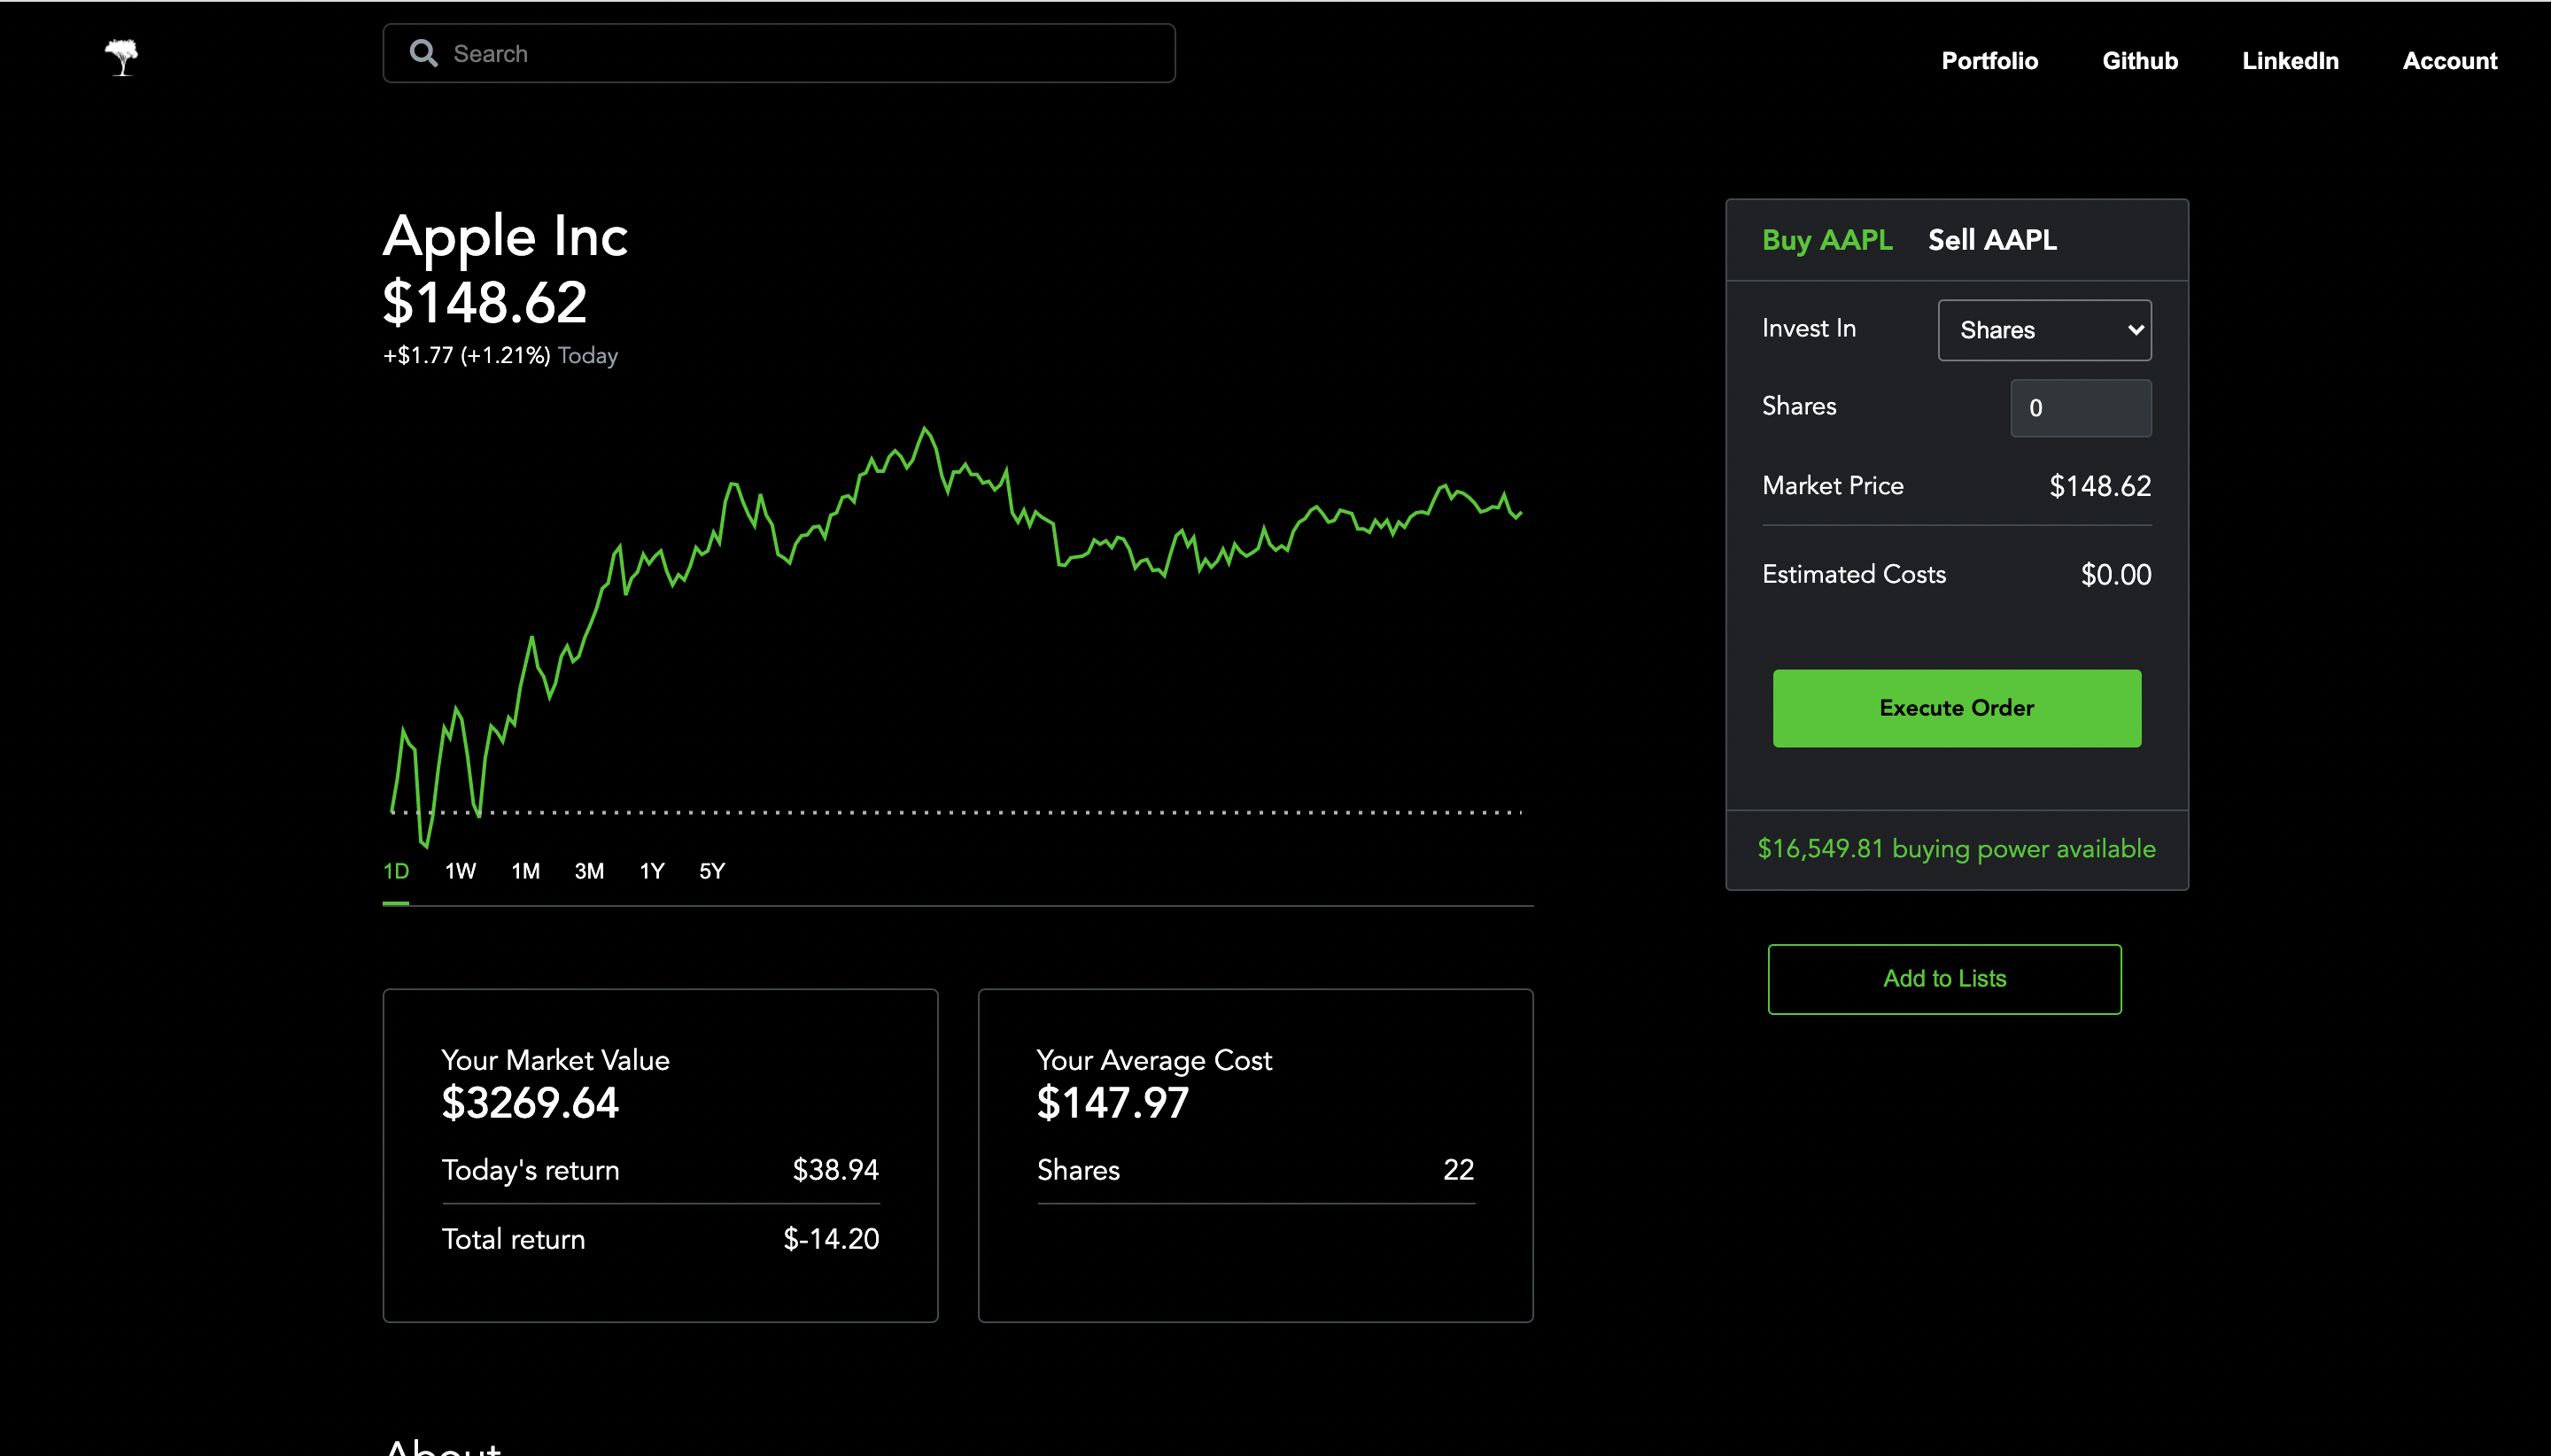 Search
Portfolio Github LinkedIn Account
Apple Inc
$148.62
+$1.77 (+1.21%) Today
1D 1W 1M 3M 1Y 5Y
Your Market Value
$3269.64
Today's return $38.94
Total return $-14.20
Your Average Cost
$147.97
Shares 22
Buy AAPL Sell AAPL
Invest In Shares
Shares 0
Market Price $148.62
Estimated Costs $0.00
Execute Order
$16,549.81 buying power available
Add to Lists
About